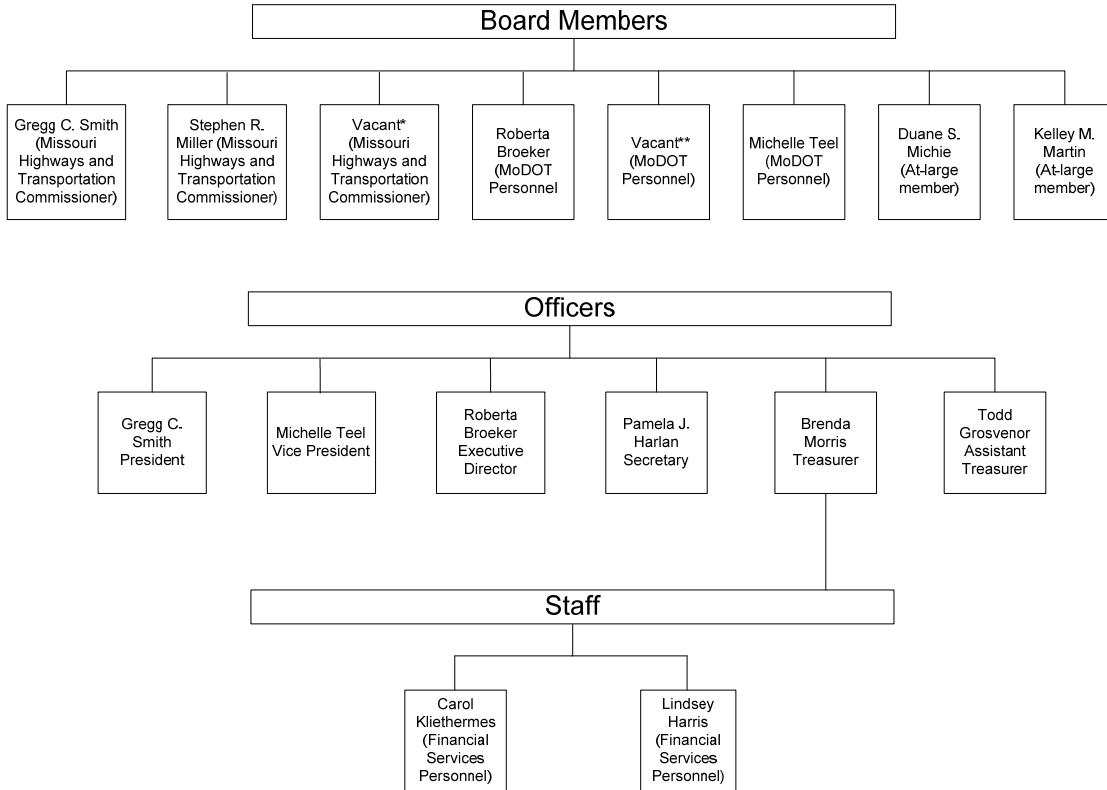 Board Members
Gregg C. Smith
(Missouri
Highways and
Transportation
Commissioner)
Stephen R.
Miller (Missouri
Highways and
Transportation
Commissioner)
Vacant*
(Missouri
Highways and
Transportation
Commissioner)
Roberta
Broeker
(MoDOT
Personnel
Vacant**
(MoDOT
Personnel)
Michelle Teel
(MoDOT
Personnel)
Duane S.
Michie
(At-large
member)
Kelley M.
Martin
(At-large
member)
Officers
Gregg C.
Smith
President
Michelle Teel
Vice President
Roberta
Broeker
Executive
Director
Pamela J.
Harlan
Secretary
Brenda
Morris
Treasurer
Todd
Grosvenor
Assistant
Treasurer
Staff
Carol
Kliethermes
(Financial
Services
Personnel)
Lindsey
Harris
(Financial
Services
Personnel)